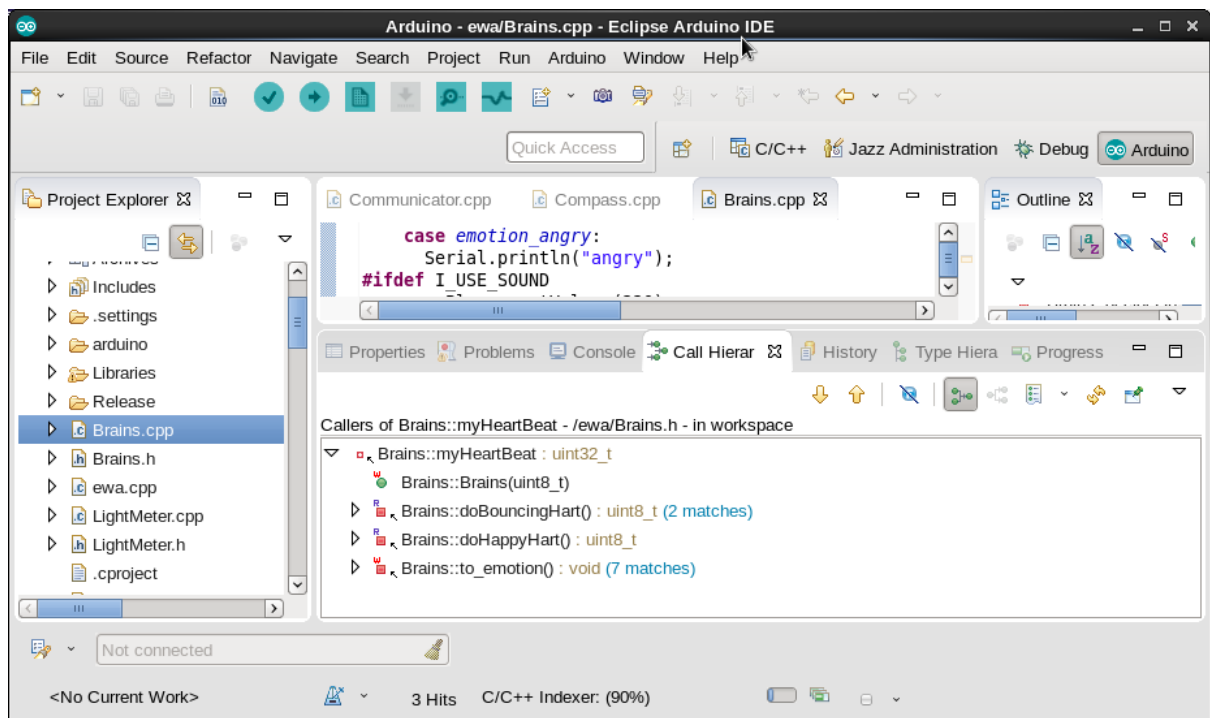 Arduino - ewa/Brains.cpp - Eclipse Arduino IDE
File Edit Source Refactor Navigate Search Project Run Arduino Window Help
010
Quick Access
C/C++ Jazz Administration Debug Arduino
Project Explorer
Includes
.settings
arduino
Libraries
Release
Brains.cpp
Brains.h
ewa.cpp
LightMeter.cpp
LightMeter.h
.cproject
Communicator.cpp Compass.cpp Brains.cpp
case emotion_angry:
Serial.println("angry");
#ifdef I_USE_SOUND
Outline
Properties Problems Console Call Hierar History Type Hiera Progress
Callers of Brains::myHeartBeat - /ewa/Brains.h - in workspace
Brains::myHeartBeat : uint32_t
Brains::Brains(uint8_t)
Brains::doBouncingHart() : uint8_t (2 matches)
Brains::doHappyHart() : uint8_t
Brains::to_emotion() : void (7 matches)
Not connected
<No Current Work> 3 Hits C/C++ Indexer: (90%)